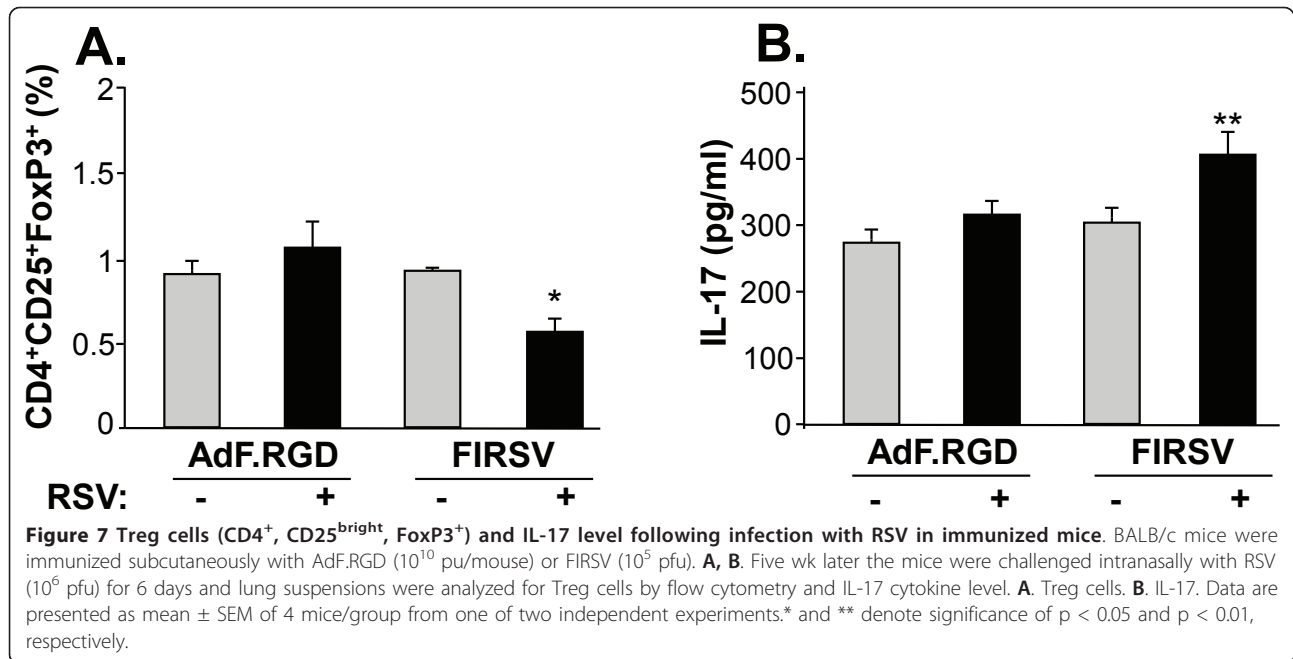 A.
CD4⁺CD25⁺FoxP3⁺ (%)
2
1.5
1
0.5
0
*
AdF.RGD FIRSV
RSV: - + - +
B.
IL-17 (pg/ml)
500
400
300
200
100
0
**
AdF.RGD FIRSV
- + - +
Figure 7 Treg cells (CD4⁺, CD25ᵇʳⁱᵍʰᵗ, FoxP3⁺) and IL-17 level following infection with RSV in immunized mice. BALB/c mice were
immunized subcutaneously with AdF.RGD (10¹⁰ pu/mouse) or FIRSV (10⁵ pfu). A, B. Five wk later the mice were challenged intranasally with RSV
(10⁶ pfu) for 6 days and lung suspensions were analyzed for Treg cells by flow cytometry and IL-17 cytokine level. A. Treg cells. B. IL-17. Data are
presented as mean ± SEM of 4 mice/group from one of two independent experiments.* and ** denote significance of p < 0.05 and p < 0.01,
respectively.